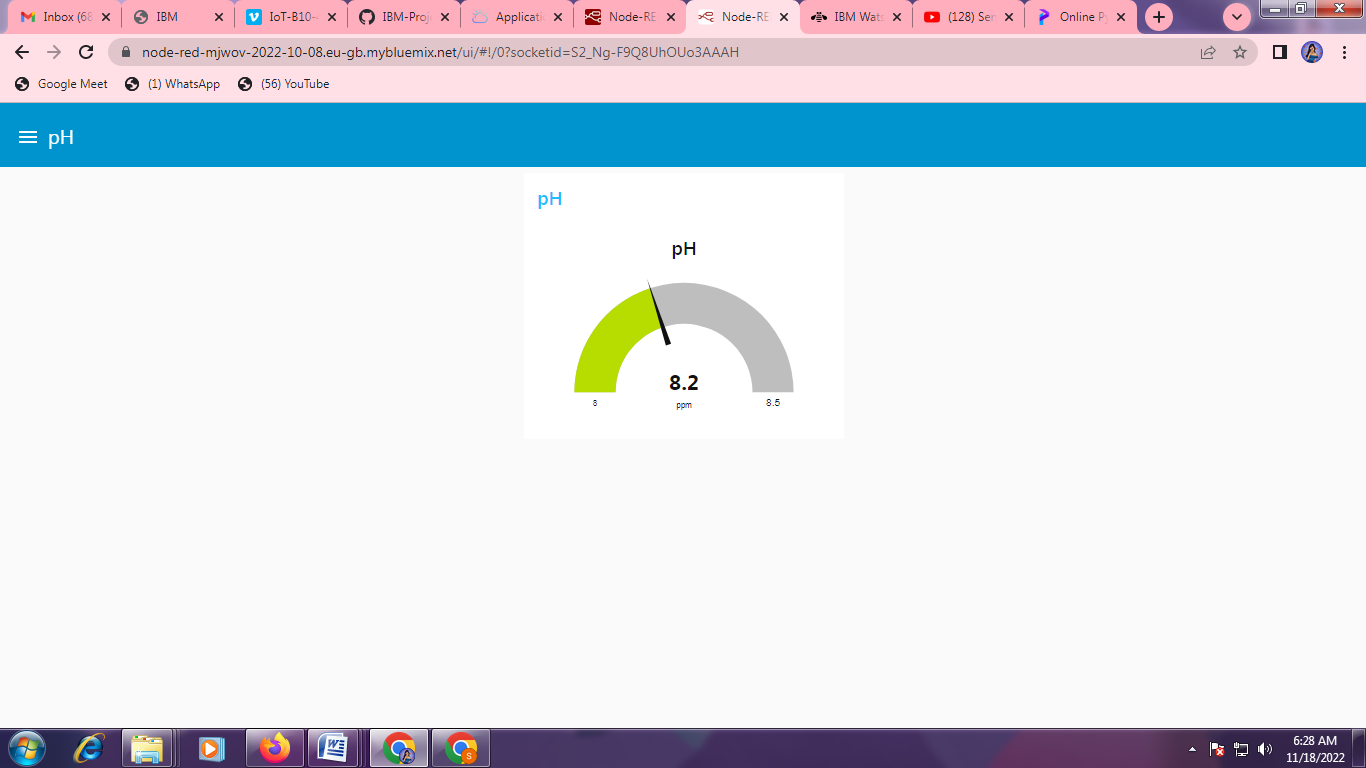 Inbox (68
IBM
IoT-B10-
IBM-Proj
Applicati
Node-RE
Node-RE
IBM Wats
(128) Ser
Online Py
node-red-mjwov-2022-10-08.eu-gb.mybluemix.net/ui/#!/0?socketid=S2_Ng-F9Q8UhOUo3AAAH
Google Meet
(1) WhatsApp
(56) YouTube
pH
pH
pH
8.2
ppm
8.5
6:28 AM
11/18/2022